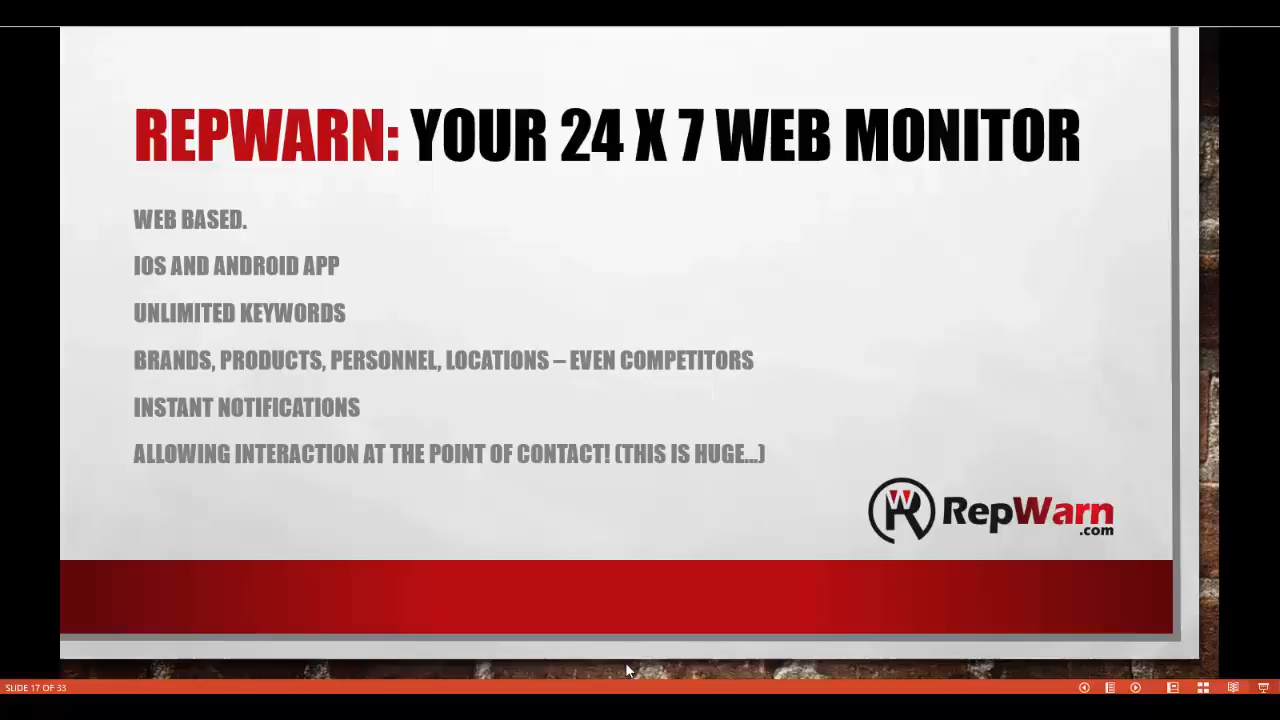 REPWARN: YOUR 24 X 7 WEB MONITOR
WEB BASED.
IOS AND ANDROID APP
UNLIMITED KEYWORDS
BRANDS, PRODUCTS, PERSONNEL, LOCATIONS – EVEN COMPETITORS
INSTANT NOTIFICATIONS
ALLOWING INTERACTION AT THE POINT OF CONTACT! (THIS IS HUGE...)
RepWarn
.com
SLIDE 17 OF 33